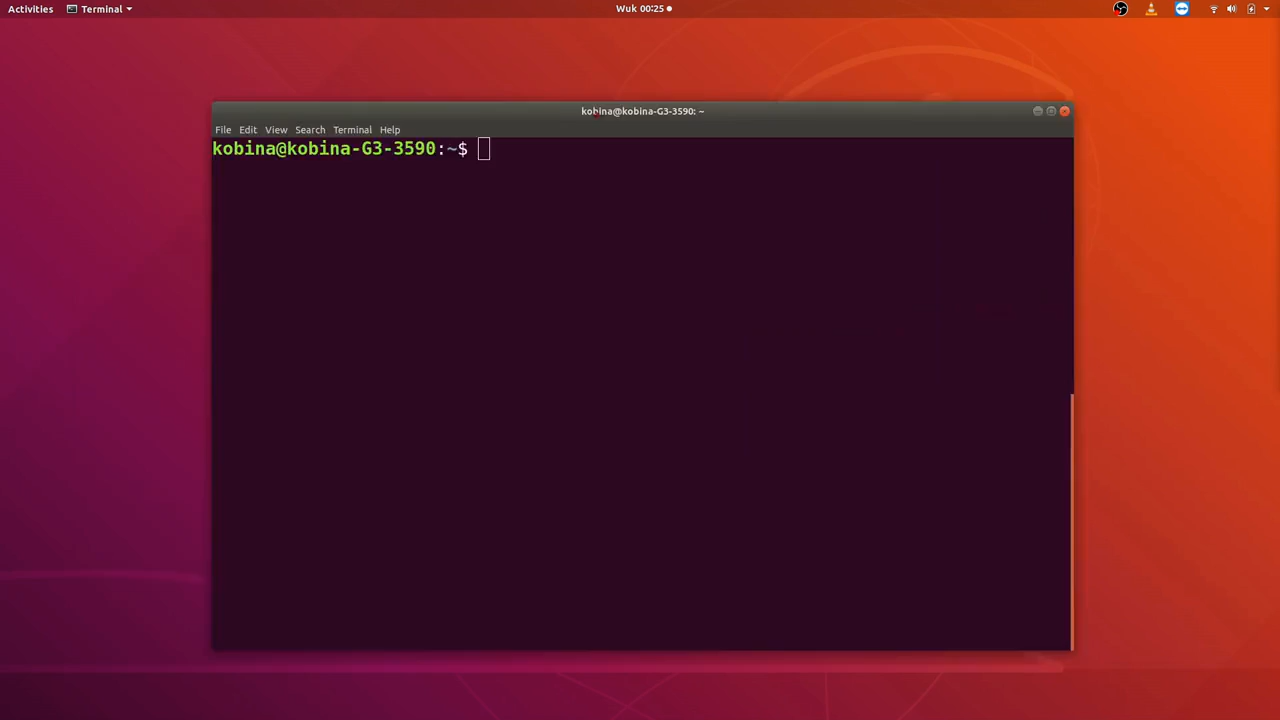 Activities Terminal Wuk 00:25
kobina@kobina-G3-3590: ~
File Edit View Search Terminal Help
kobina@kobina-G3-3590:~$